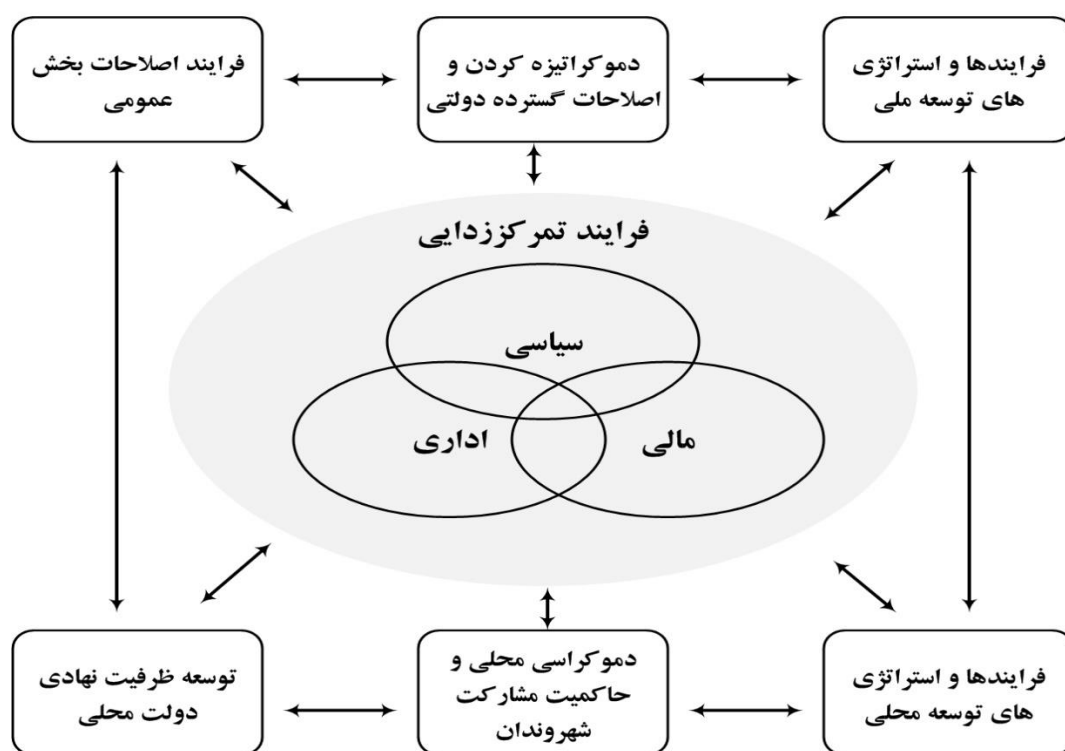 فرایندها و استراتژی
های توسعه ملی
دموکراتیزه کردن و
اصلاحات گسترده دولتی
فرایند اصلاحات بخش
عمومی
فرایند تمرکززدایی
سیاسی
مالی
اداری
فرایندها و استراتژی
های توسعه محلی
دموکراسی محلی و
حاکمیت مشارکت
شهروندان
توسعه ظرفیت نهادی
دولت محلی